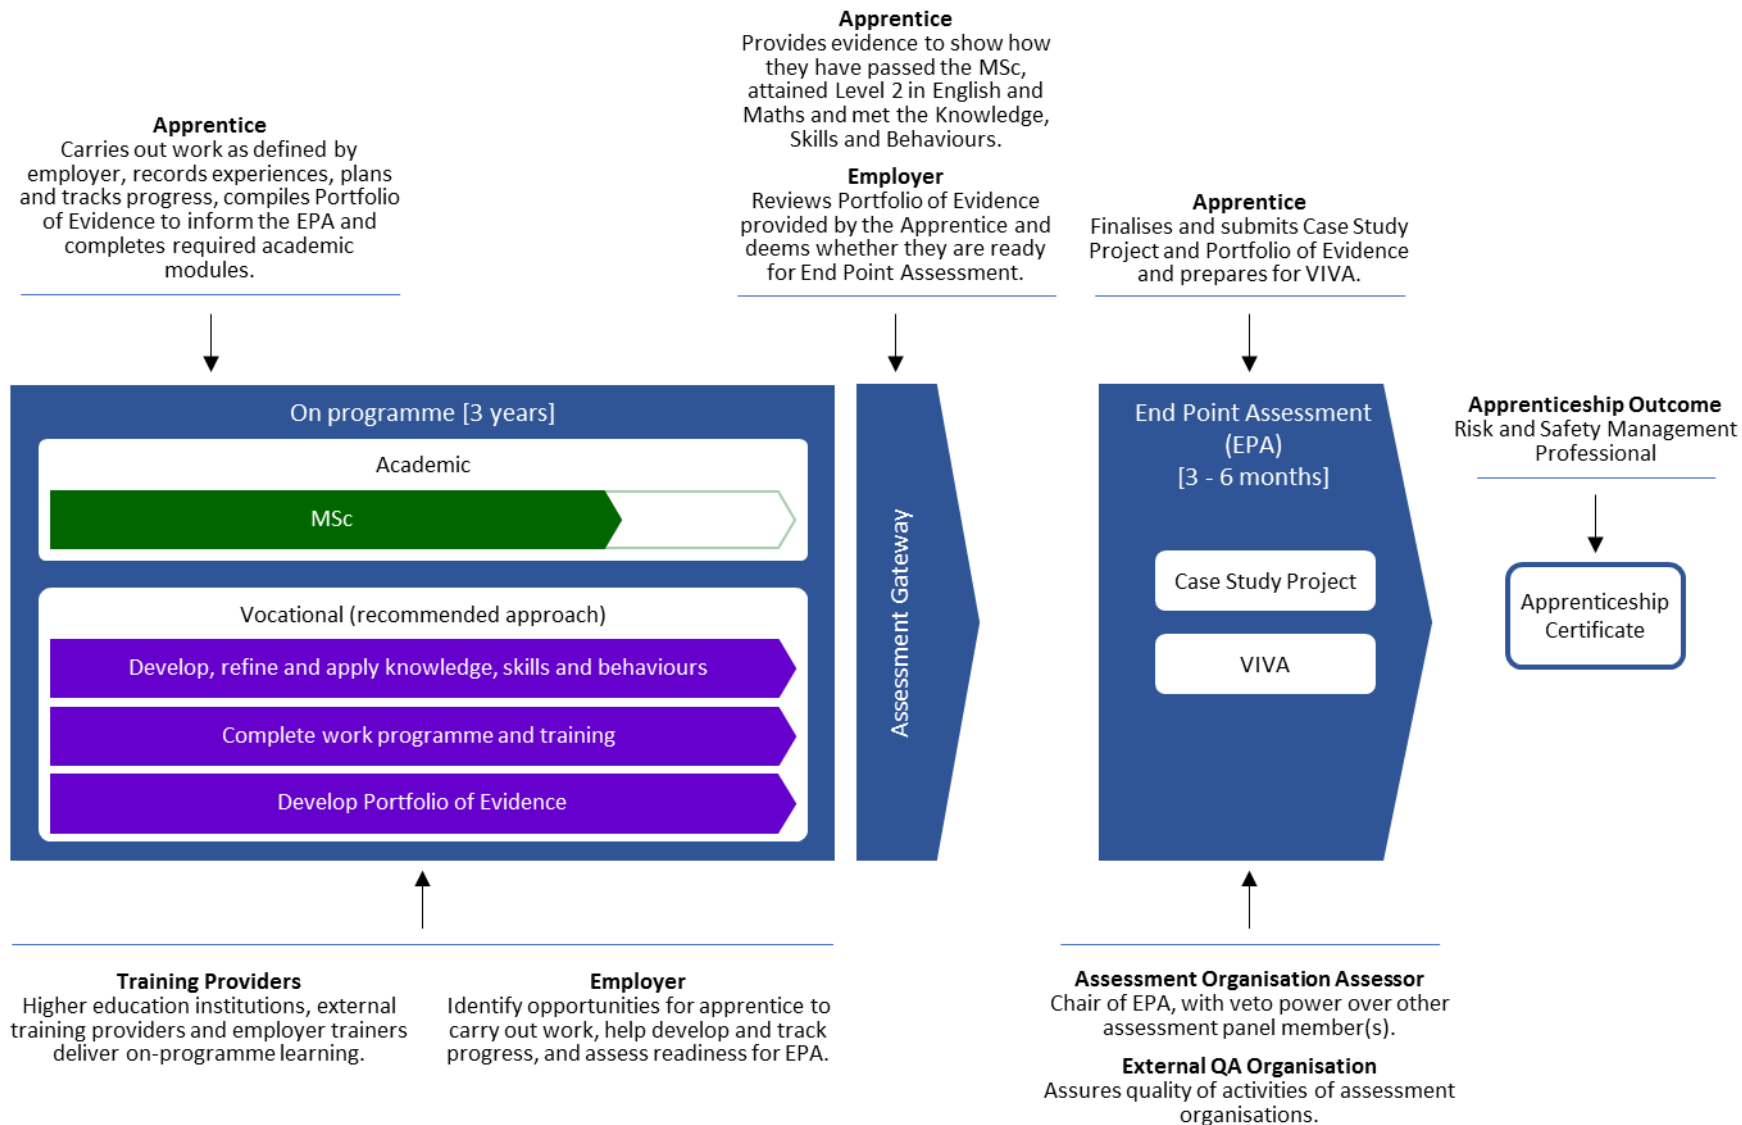 Apprentice
Carries out work as defined by
employer, records experiences, plans
and tracks progress, compiles Portfolio
of Evidence to inform the EPA and
completes required academic
modules.
Apprentice
Provides evidence to show how
they have passed the MSc,
attained Level 2 in English and
Maths and met the Knowledge,
Skills and Behaviours.
Employer
Reviews Portfolio of Evidence
provided by the Apprentice and
deems whether they are ready
for End Point Assessment.
Apprentice
Finalises and submits Case Study
Project and Portfolio of Evidence
and prepares for VIVA.
On programme [3 years]
Academic
MSc
Vocational (recommended approach)
Develop, refine and apply knowledge, skills and behaviours
Complete work programme and training
Develop Portfolio of Evidence
Assessment Gateway
End Point Assessment
(EPA)
[3 - 6 months]
Case Study Project
VIVA
Apprenticeship Outcome
Risk and Safety Management
Professional
Apprenticeship
Certificate
Training Providers
Higher education institutions, external
training providers and employer trainers
deliver on-programme learning.
Employer
Identify opportunities for apprentice to
carry out work, help develop and track
progress, and assess readiness for EPA.
Assessment Organisation Assessor
Chair of EPA, with veto power over other
assessment panel member(s).
External QA Organisation
Assures quality of activities of assessment
organisations.